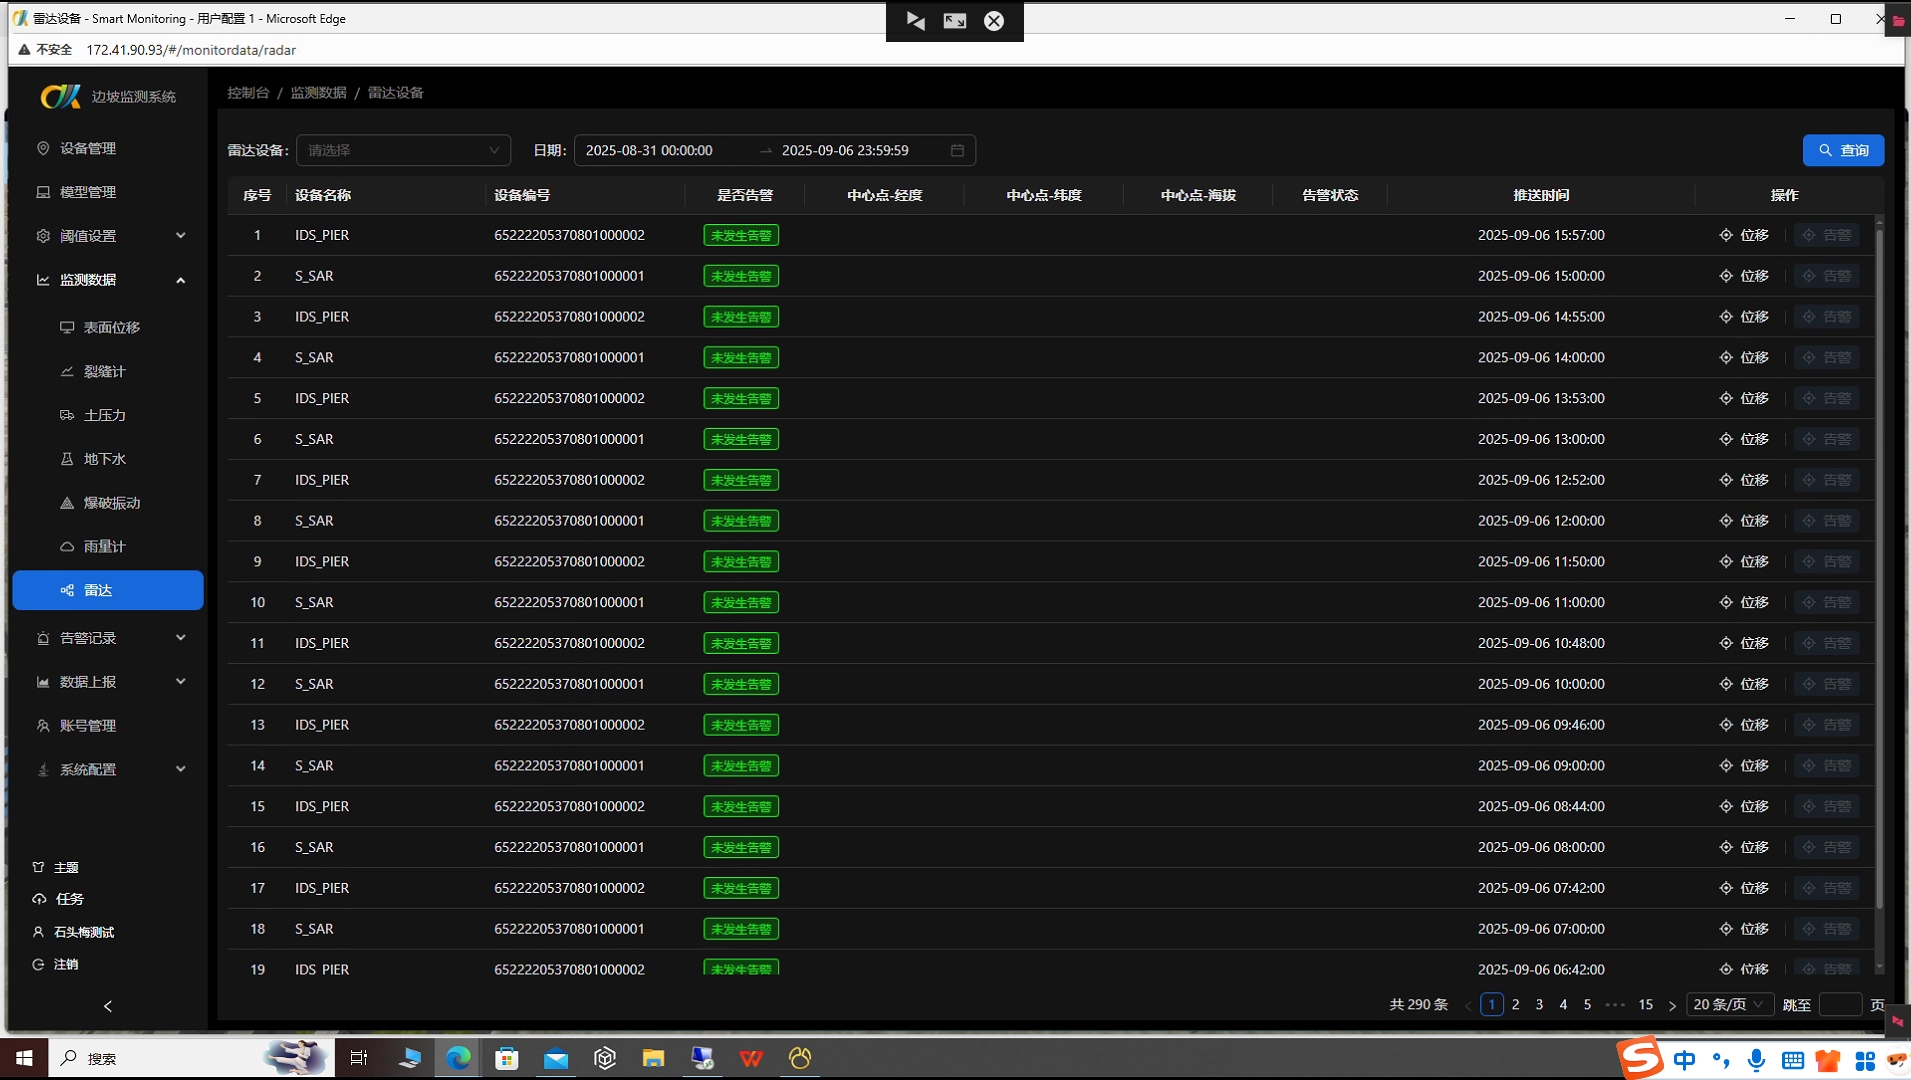 雷达设备 - Smart Monitoring - 用户配置 1 - Microsoft Edge
不安全 172.41.90.93/#/monitordata/radar
边坡监测系统
控制台 / 监测数据 / 雷达设备
设备管理
模型管理
阈值设置
监测数据
表面位移
裂缝计
土压力
地下水
爆破振动
雨量计
雷达
告警记录
数据上报
账号管理
系统配置
主题
任务
石头梅测试
注销
雷达设备: 请选择 日期: 2025-08-31 00:00:00 → 2025-09-06 23:59:59 查询
序号 设备名称 设备编号 是否告警 中心点-经度 中心点-纬度 中心点-海拔 告警状态 推送时间 操作
1 IDS_PIER 65222205370801000002 未发生告警 2025-09-06 15:57:00 位移 告警
2 S_SAR 65222205370801000001 未发生告警 2025-09-06 15:00:00 位移 告警
3 IDS_PIER 65222205370801000002 未发生告警 2025-09-06 14:55:00 位移 告警
4 S_SAR 65222205370801000001 未发生告警 2025-09-06 14:00:00 位移 告警
5 IDS_PIER 65222205370801000002 未发生告警 2025-09-06 13:53:00 位移 告警
6 S_SAR 65222205370801000001 未发生告警 2025-09-06 13:00:00 位移 告警
7 IDS_PIER 65222205370801000002 未发生告警 2025-09-06 12:52:00 位移 告警
8 S_SAR 65222205370801000001 未发生告警 2025-09-06 12:00:00 位移 告警
9 IDS_PIER 65222205370801000002 未发生告警 2025-09-06 11:50:00 位移 告警
10 S_SAR 65222205370801000001 未发生告警 2025-09-06 11:00:00 位移 告警
11 IDS_PIER 65222205370801000002 未发生告警 2025-09-06 10:48:00 位移 告警
12 S_SAR 65222205370801000001 未发生告警 2025-09-06 10:00:00 位移 告警
13 IDS_PIER 65222205370801000002 未发生告警 2025-09-06 09:46:00 位移 告警
14 S_SAR 65222205370801000001 未发生告警 2025-09-06 09:00:00 位移 告警
15 IDS_PIER 65222205370801000002 未发生告警 2025-09-06 08:44:00 位移 告警
16 S_SAR 65222205370801000001 未发生告警 2025-09-06 08:00:00 位移 告警
17 IDS_PIER 65222205370801000002 未发生告警 2025-09-06 07:42:00 位移 告警
18 S_SAR 65222205370801000001 未发生告警 2025-09-06 07:00:00 位移 告警
19 IDS_PIER 65222205370801000002 未发生告警 2025-09-06 06:42:00 位移 告警
共 290 条 < 1 2 3 4 5 ••• 15 > 20 条/页 跳至 页
搜索 中